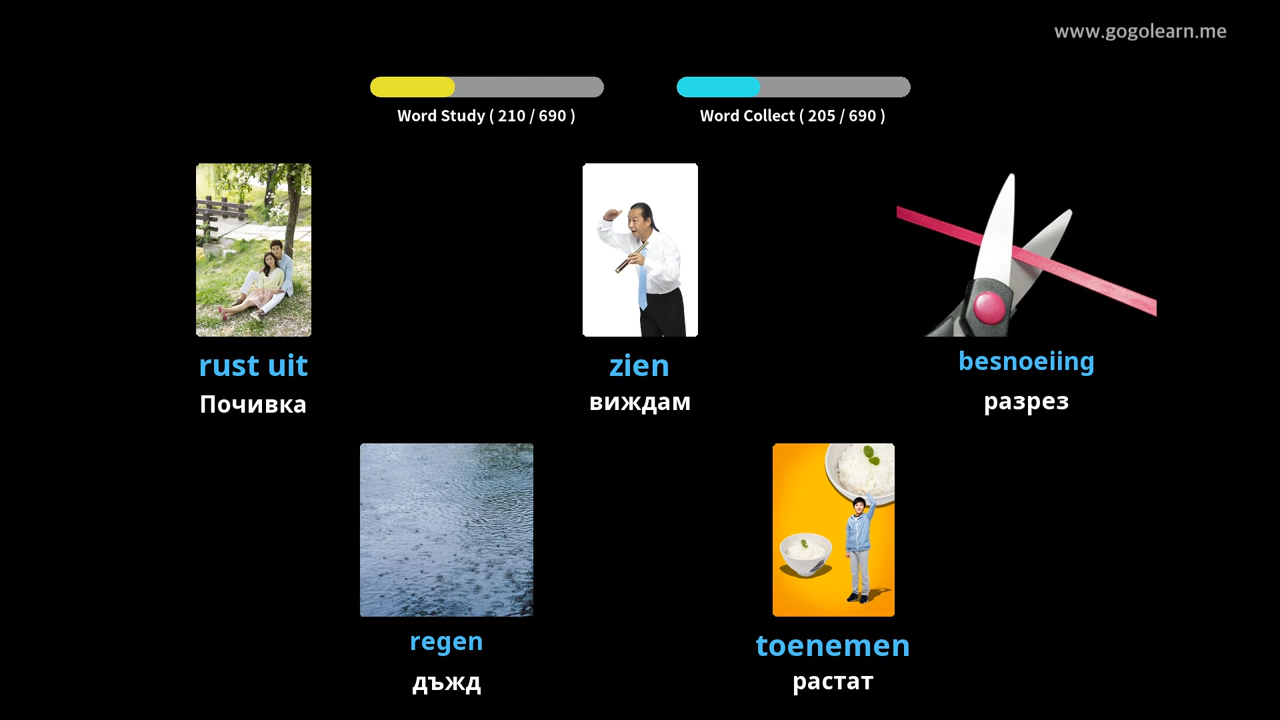 www.gogolearn.me
Word Study ( 210 / 690 )
Word Collect ( 205 / 690 )
rust uit
Почивка
zien
виждам
besnoeiing
разрез
regen
дъжд
toenemen
растат